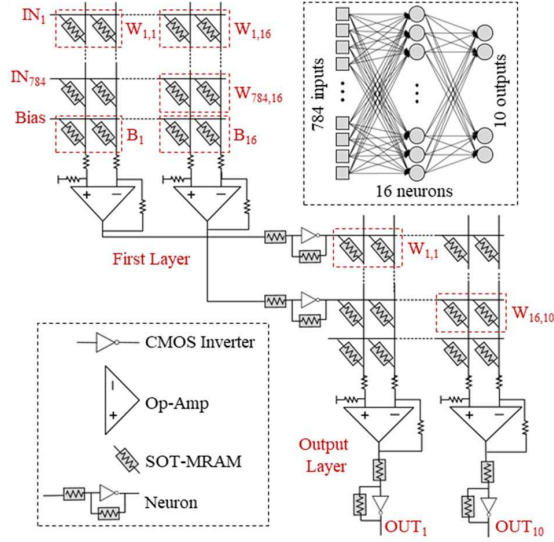 IN1
W1,1
W1,16
IN784
W784,16
Bias
B1
B16
+
−
+
−
First Layer
784 inputs
10 outputs
16 neurons
W1,1
W16,10
CMOS Inverter
−
+
Op-Amp
SOT-MRAM
Neuron
+
−
+
−
Output
Layer
OUT1
OUT10